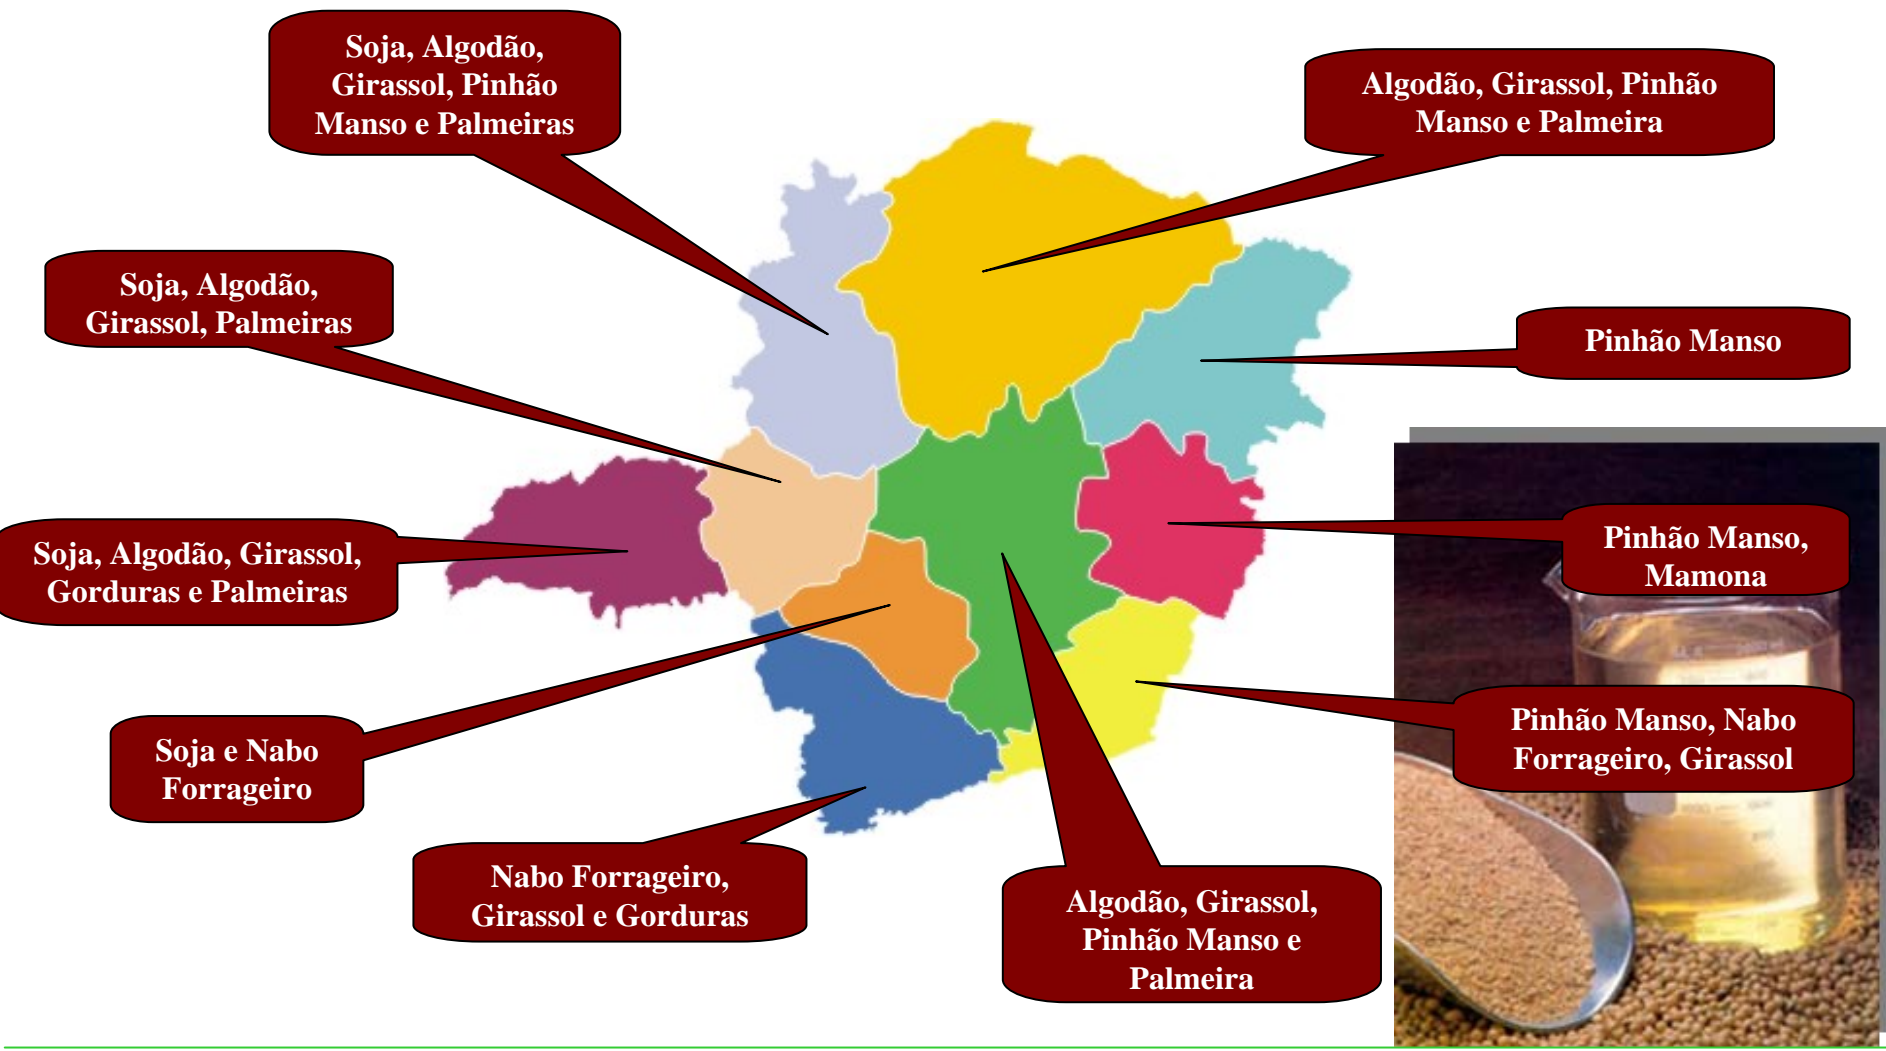 Soja, Algodão,
Girassol, Pinhão
Manso e Palmeiras
Algodão, Girassol, Pinhão
Manso e Palmeira
Soja, Algodão,
Girassol, Palmeiras
Pinhão Manso
Soja, Algodão, Girassol,
Gorduras e Palmeiras
Pinhão Manso,
Mamona
Soja e Nabo
Forrageiro
Pinhão Manso, Nabo
Forrageiro, Girassol
Nabo Forrageiro,
Girassol e Gorduras
Algodão, Girassol,
Pinhão Manso e
Palmeira